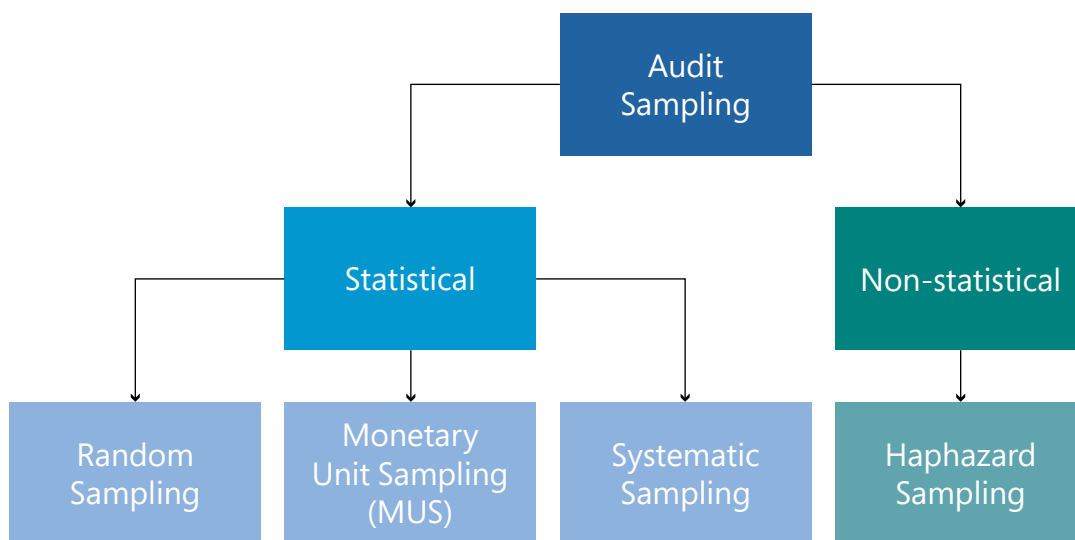 Audit
Sampling
Statistical
Non-statistical
Random
Sampling
Monetary
Unit Sampling
(MUS)
Systematic
Sampling
Haphazard
Sampling